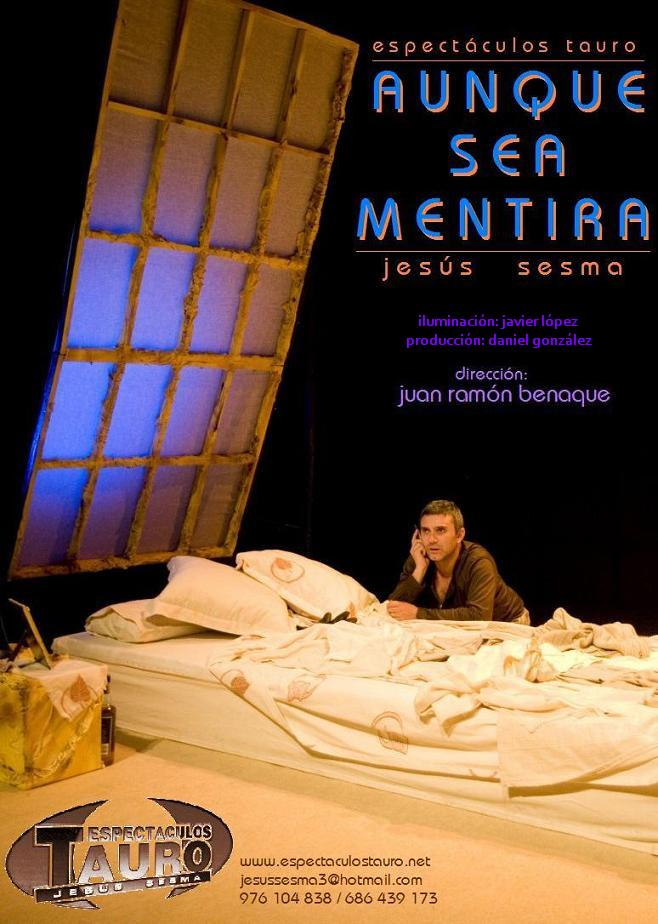 espectáculos tauro
AUNQUE
SEA
MENTIRA
jesús sesma
iluminación: javier lópez
producción: daniel gonzález
dirección:
juan ramón benaque
ESPECTACULOS
TAURO
JESUS SESMA
www.espectaculostauro.net
jesussesma3@hotmail.com
976 104 838 / 686 439 173